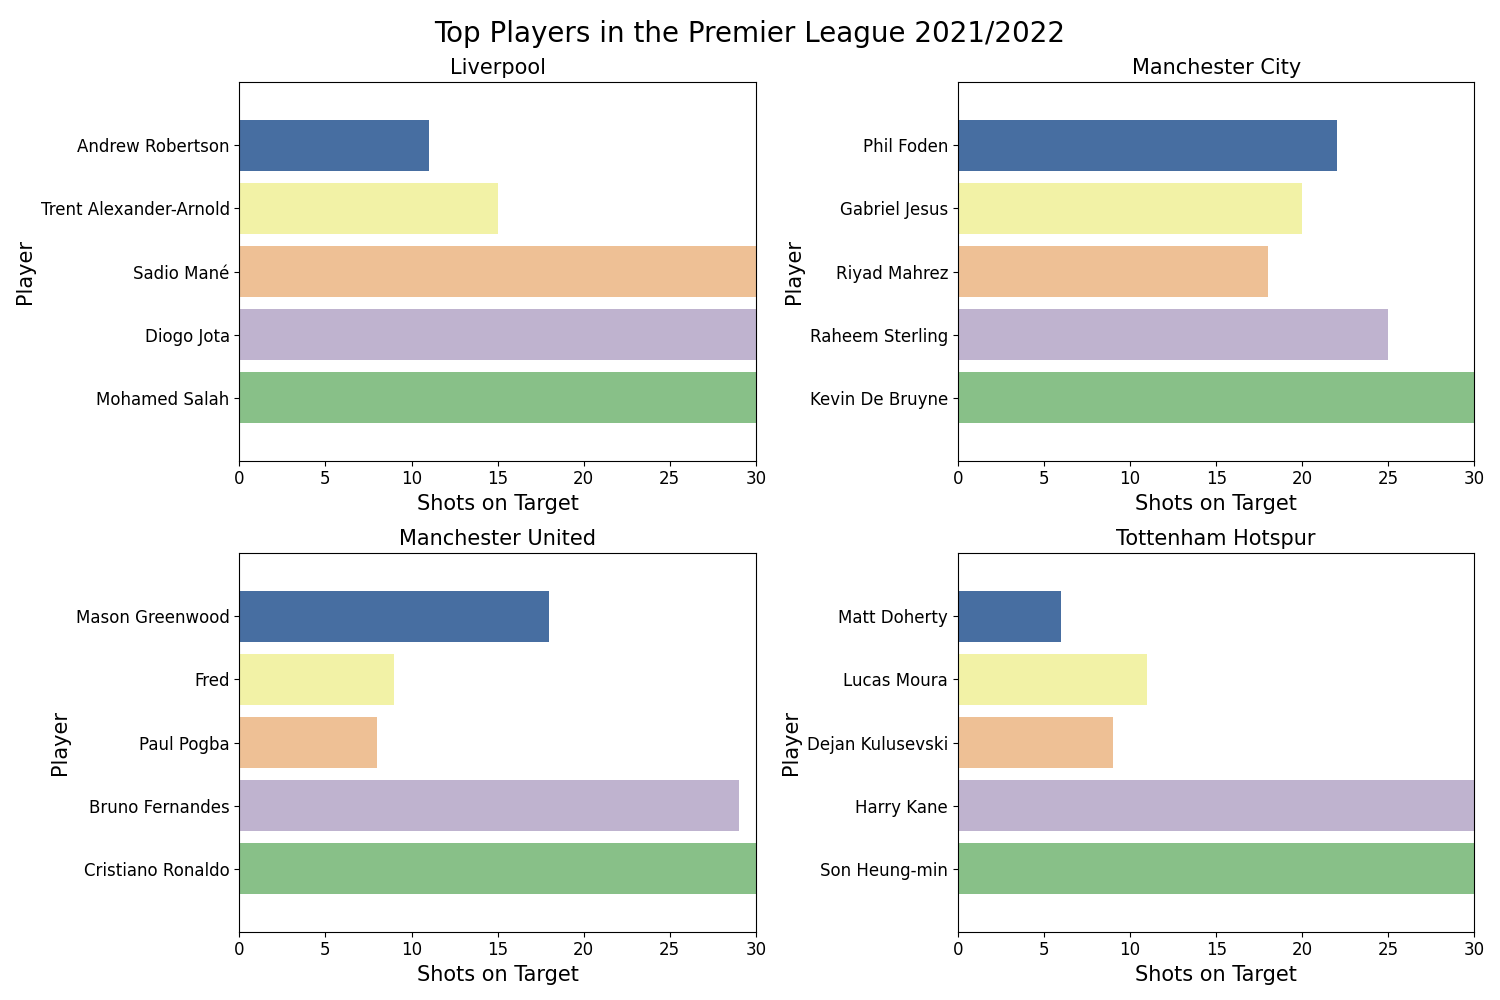 Top Players in the Premier League 2021/2022
Liverpool
Player
Andrew Robertson
Trent Alexander-Arnold
Sadio Mané
Diogo Jota
Mohamed Salah
0 5 10 15 20 25 30
Shots on Target
Manchester City
Player
Phil Foden
Gabriel Jesus
Riyad Mahrez
Raheem Sterling
Kevin De Bruyne
0 5 10 15 20 25 30
Shots on Target
Manchester United
Player
Mason Greenwood
Fred
Paul Pogba
Bruno Fernandes
Cristiano Ronaldo
0 5 10 15 20 25 30
Shots on Target
Tottenham Hotspur
Player
Matt Doherty
Lucas Moura
Dejan Kulusevski
Harry Kane
Son Heung-min
0 5 10 15 20 25 30
Shots on Target